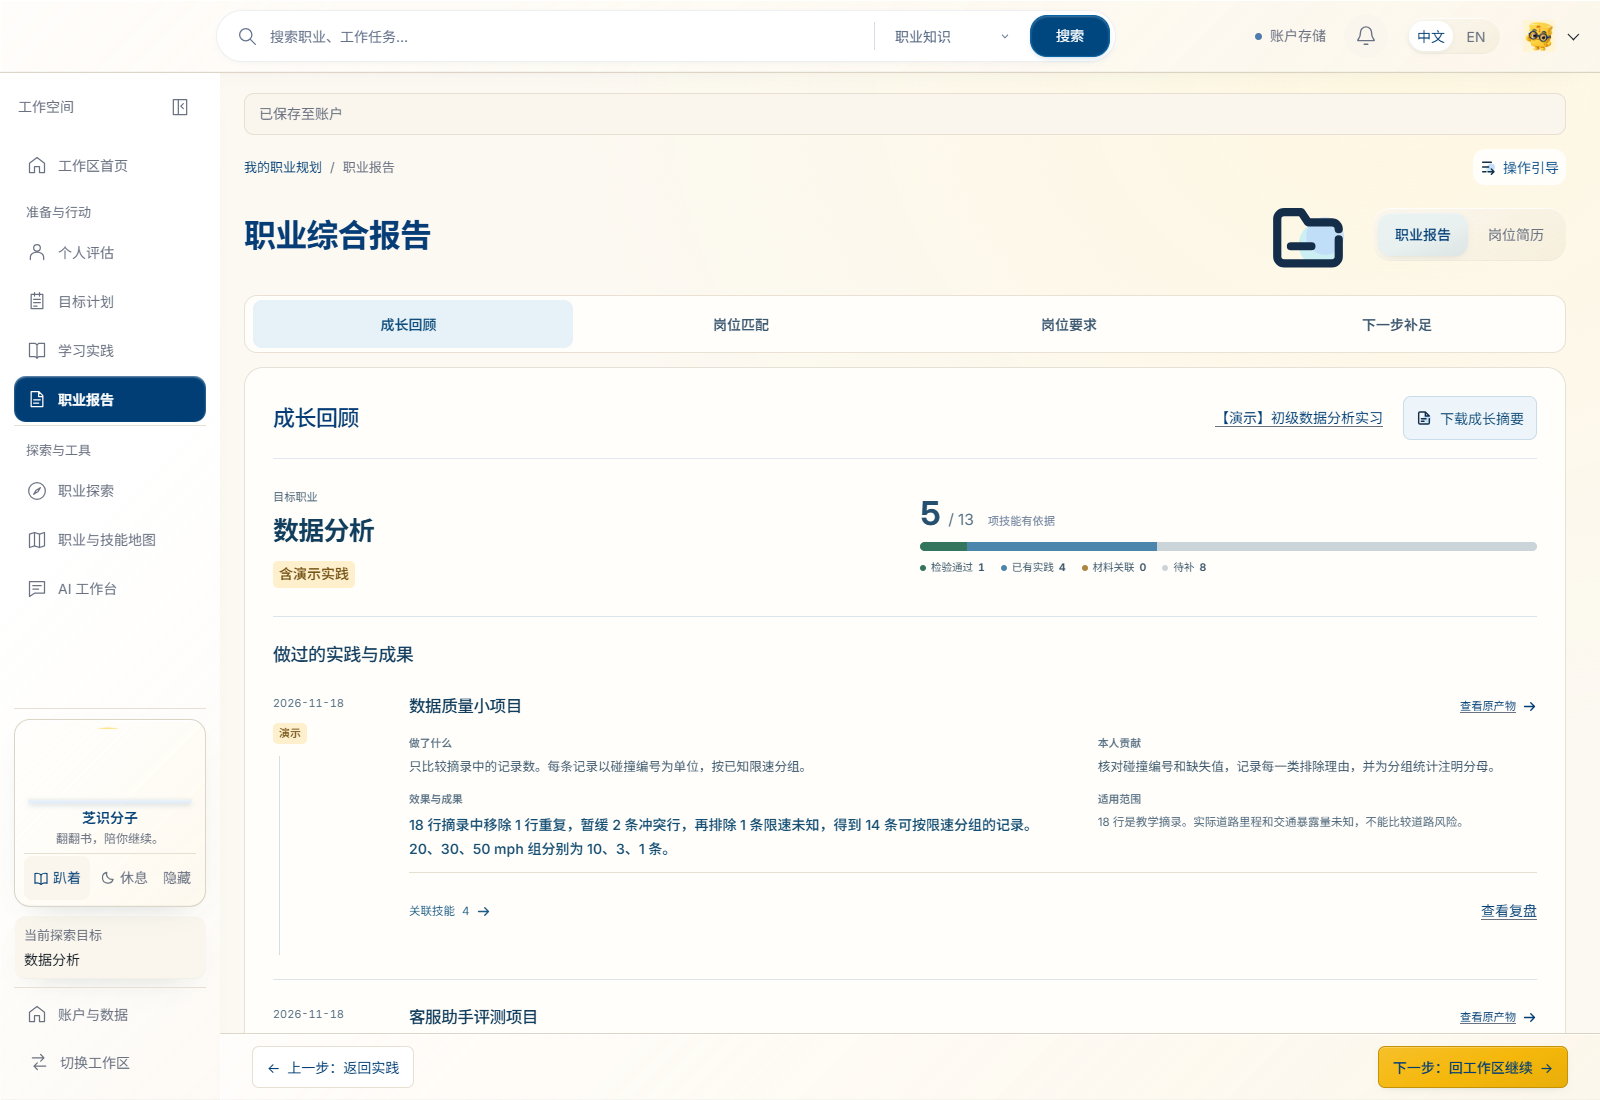 搜索职业、工作任务...
职业知识
搜索
账户存储
中文
EN
工作空间
工作区首页
准备与行动
个人评估
目标计划
学习实践
职业报告
探索与工具
职业探索
职业与技能地图
AI 工作台
芝识分子
翻翻书，陪你继续。
趴着
休息
隐藏
当前探索目标
数据分析
账户与数据
切换工作区
已保存至账户
我的职业规划 / 职业报告
操作引导
职业综合报告
职业报告
岗位简历
成长回顾
岗位匹配
岗位要求
下一步补足
成长回顾
【演示】初级数据分析实习
下载成长摘要
目标职业
数据分析
含演示实践
5 / 13 项技能有依据
检验通过 1
已有实践 4
材料关联 0
待补 8
做过的实践与成果
2026-11-18
演示
数据质量小项目
查看原产物 →
做了什么
只比较摘录中的记录数。每条记录以碰撞编号为单位，按已知限速分组。
本人贡献
核对碰撞编号和缺失值，记录每一类排除理由，并为分组统计注明分母。
效果与成果
18 行摘录中移除 1 行重复，暂缓 2 条冲突行，再排除 1 条限速未知，得到 14 条可按限速分组的记录。
20、30、50 mph 组分别为 10、3、1 条。
适用范围
18 行是教学摘录。实际道路里程和交通暴露量未知，不能比较道路风险。
关联技能 4 →
查看复盘
2026-11-18
客服助手评测项目
查看原产物 →
← 上一步：返回实践
下一步：回工作区继续 →